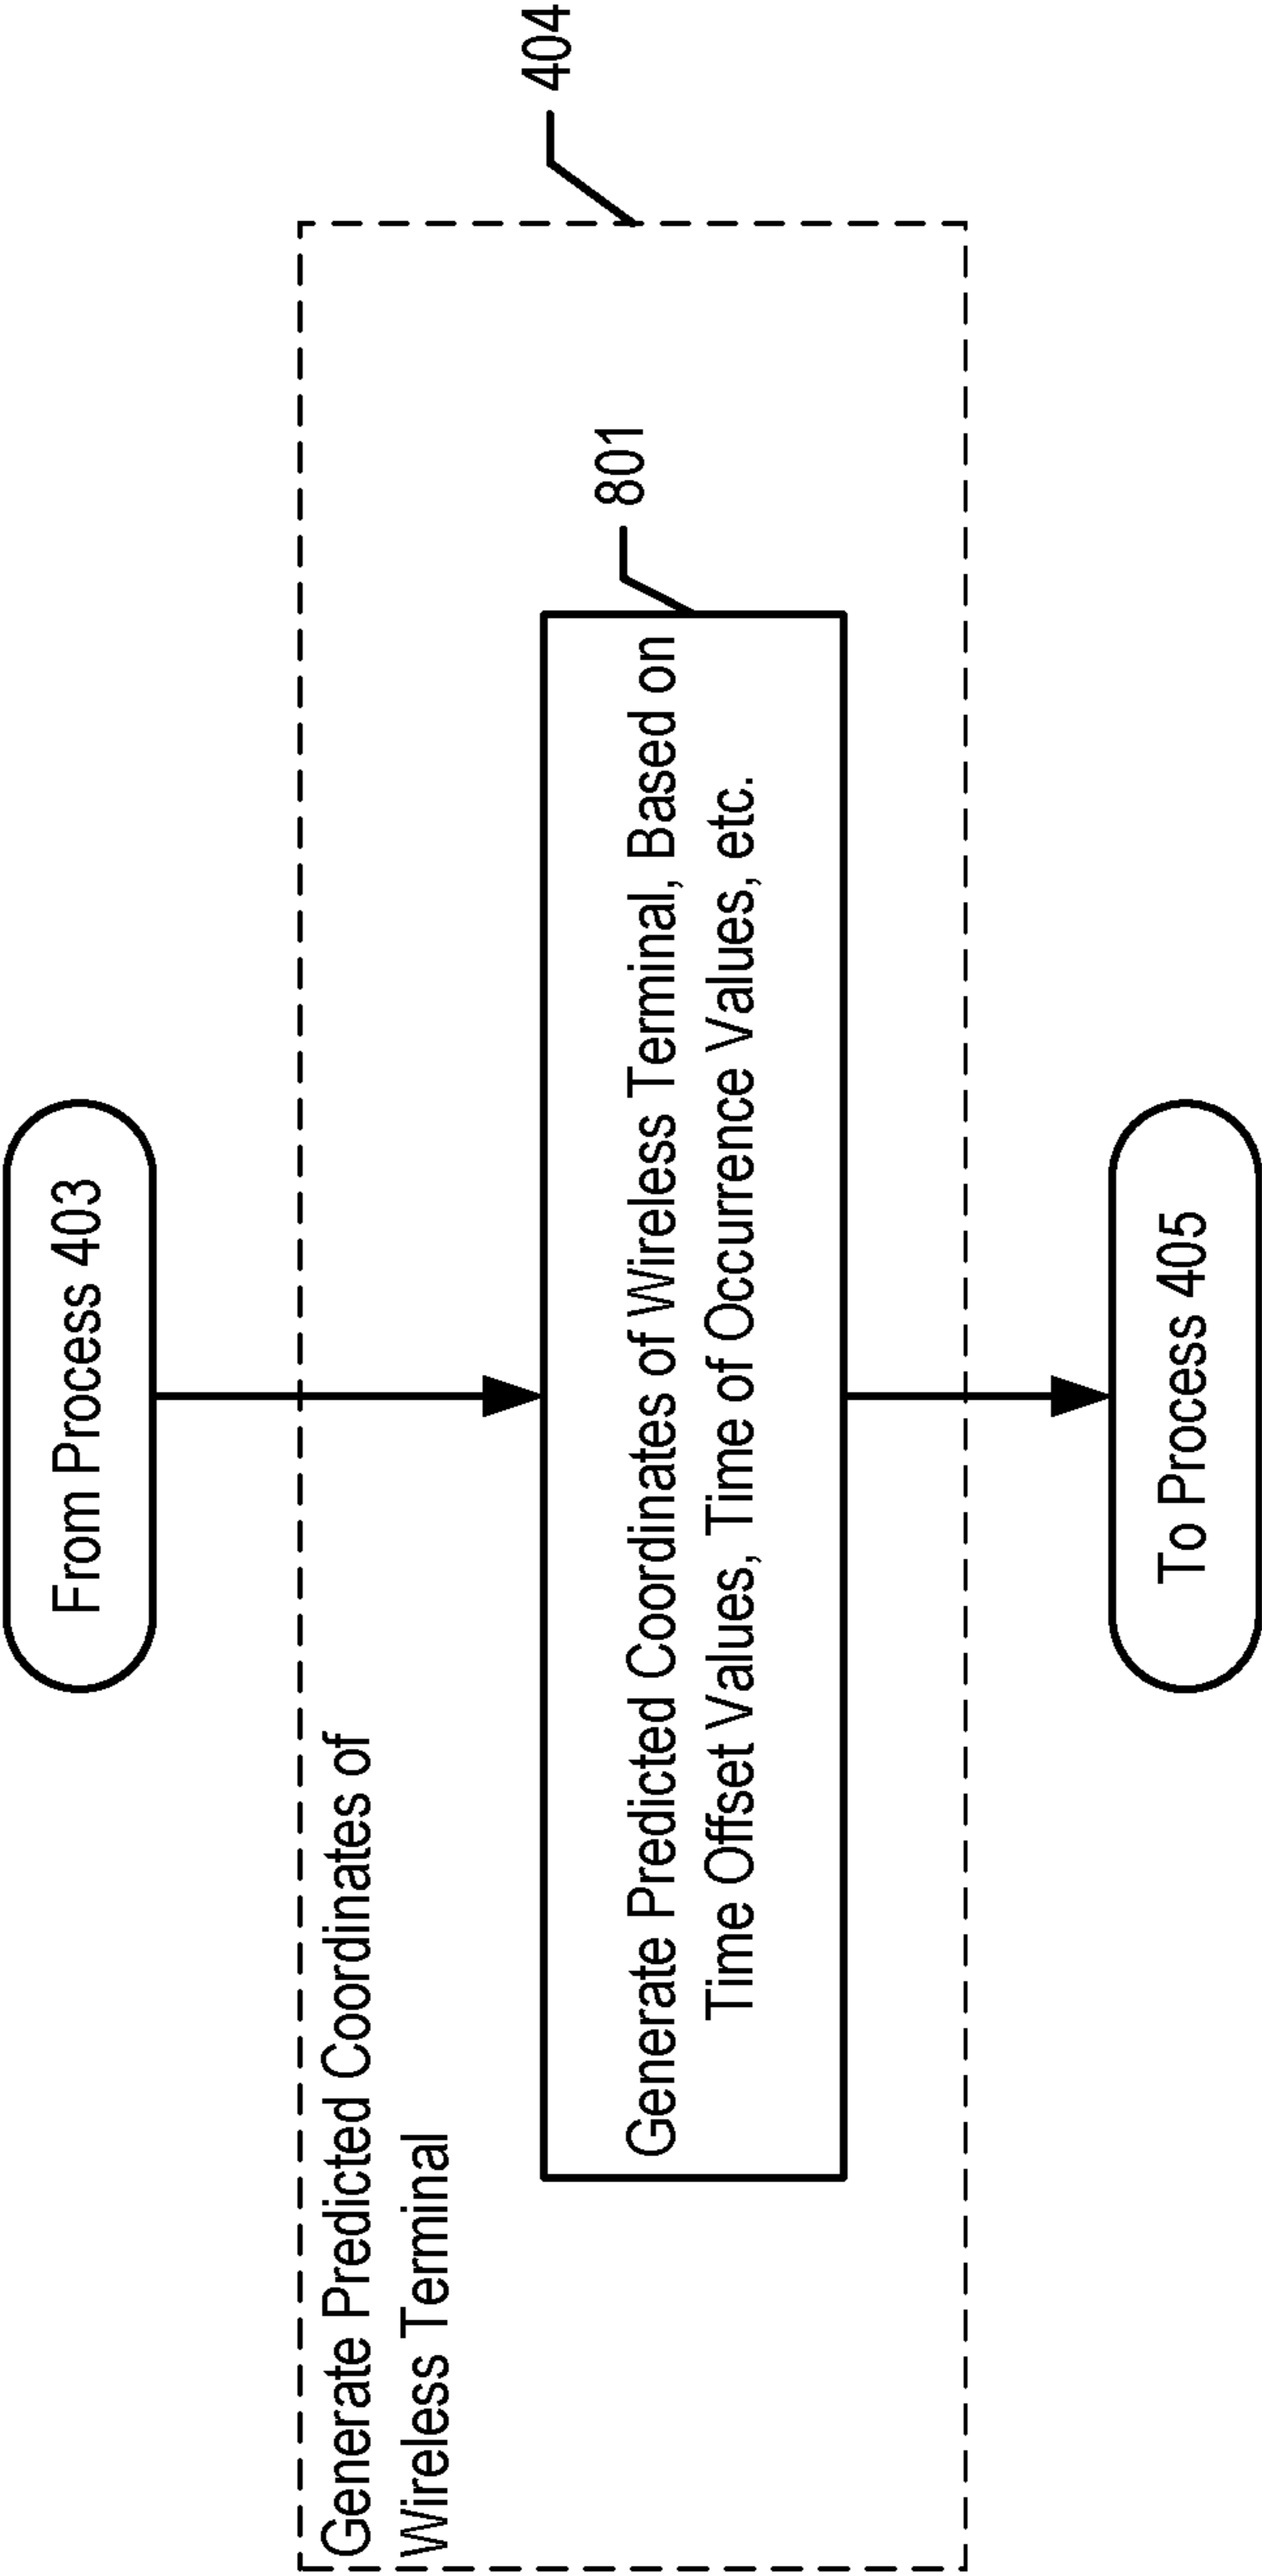 From Process 403
404
Generate Predicted Coordinates of
Wireless Terminal
801
Generate Predicted Coordinates of Wireless Terminal, Based on
Time Offset Values, Time of Occurrence Values, etc.
To Process 405